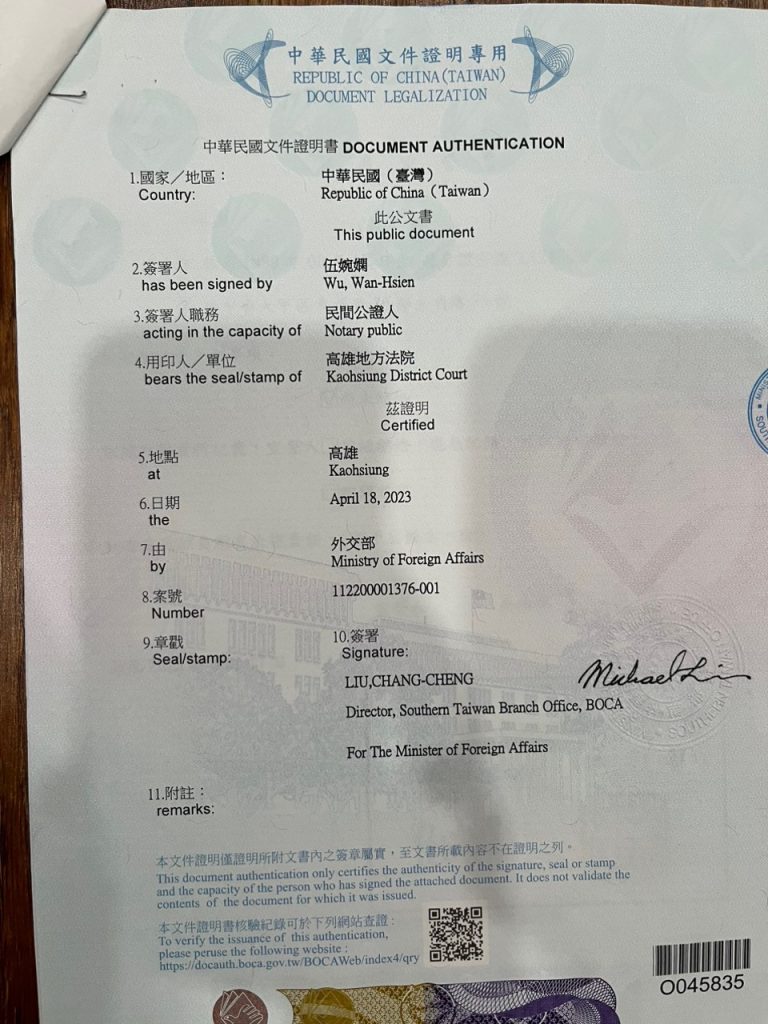 中華民國文件證明專用
REPUBLIC OF CHINA(TAIWAN)
DOCUMENT LEGALIZATION
中華民國文件證明書 DOCUMENT AUTHENTICATION
1.國家／地區： 中華民國（臺灣）
Country: Republic of China（Taiwan）
此公文書
This public document
2.簽署人 伍婉嫻
has been signed by Wu, Wan-Hsien
3.簽署人職務 民間公證人
acting in the capacity of Notary public
4.用印人／單位 高雄地方法院
bears the seal/stamp of Kaohsiung District Court
茲證明
Certified
5.地點 高雄
at Kaohsiung
6.日期 April 18, 2023
the
7.由 外交部
by Ministry of Foreign Affairs
8.案號 112200001376-001
Number
9.章戳 10.簽署
Seal/stamp: Signature:
LIU,CHANG-CHENG Michael Lin
Director, Southern Taiwan Branch Office, BOCA
For The Minister of Foreign Affairs
11.附註：
remarks:
本文件證明僅證明所附文書內之簽章屬實，至文書所載內容不在證明之列。
This document authentication only certifies the authenticity of the signature, seal or stamp
and the capacity of the person who has signed the attached document. It does not validate the
contents of the document for which it was issued.
本文件證明書核驗紀錄可於下列網站查證：
To verify the issuance of this authentication,
please peruse the following website :
https://docauth.boca.gov.tw/BOCAWeb/index4/qry
O045835